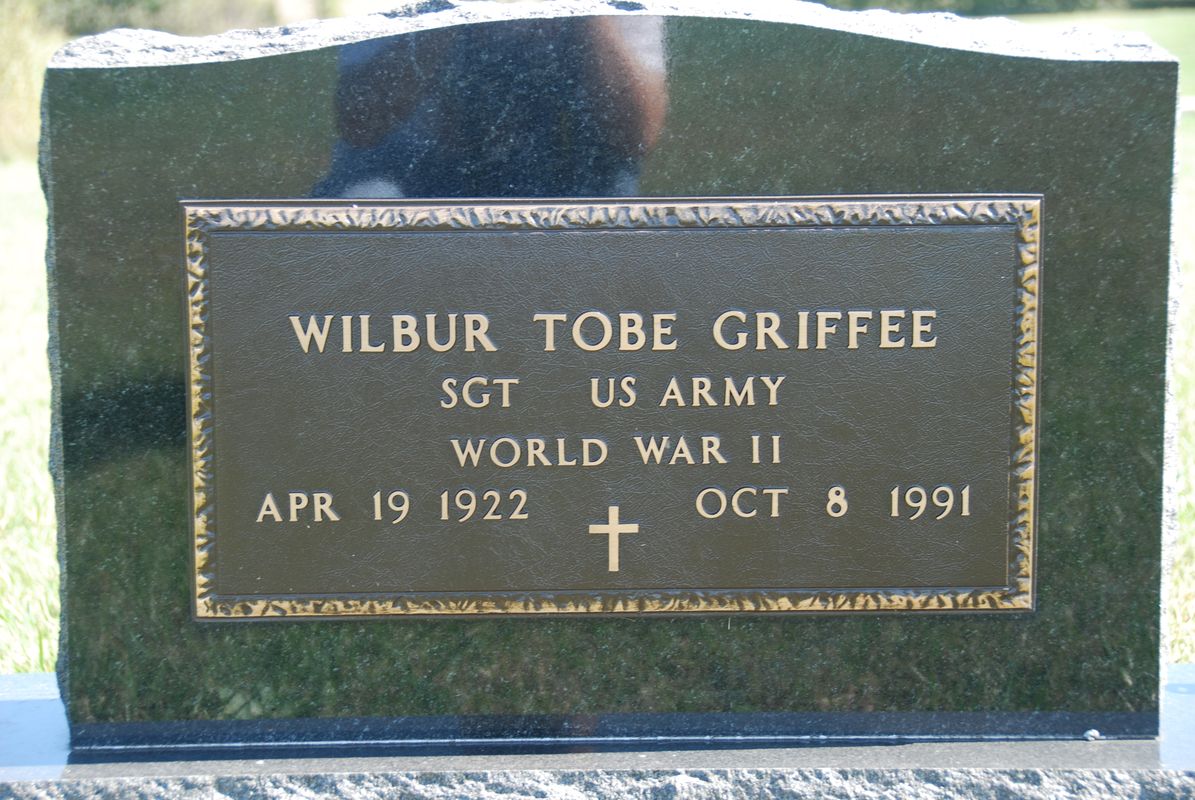 WILBUR TOBE GRIFFEE
SGT US ARMY
WORLD WAR II
APR 19 1922 OCT 8 1991